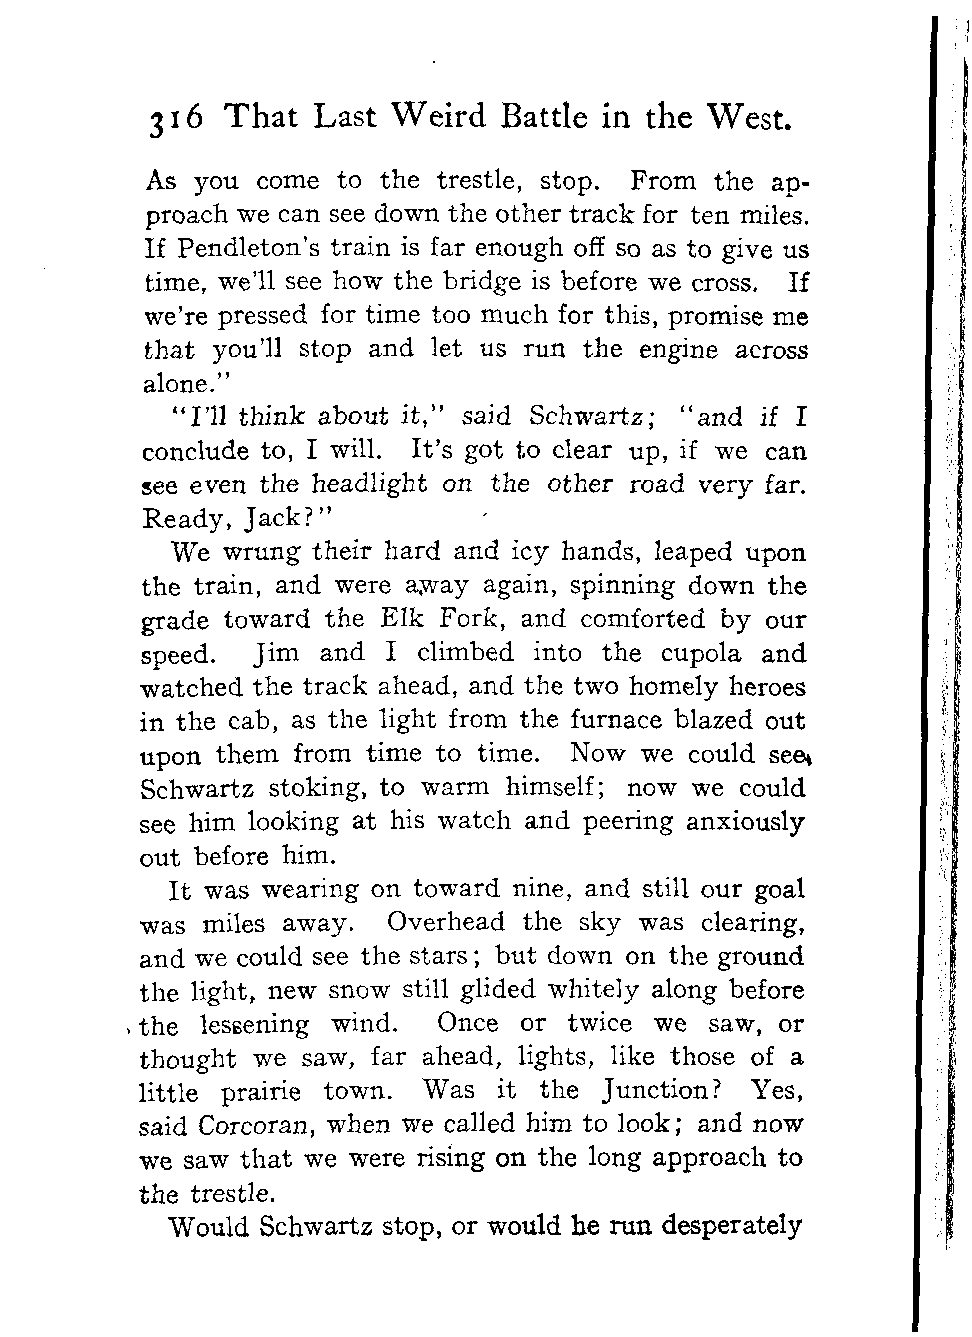 316 That Last Weird Battle in the West.
As you come to the trestle, stop. From the ap-
proach we can see down the other track for ten miles.
If Pendleton's train is far enough off so as to give us
time, we'll see how the bridge is before we cross. If
we're pressed for time too much for this, promise me
that you'll stop and let us run the engine across
alone."
"I'll think about it," said Schwartz; "and if I
conclude to, I will. It's got to clear up, if we can
see even the headlight on the other road very far.
Ready, Jack?"
We wrung their hard and icy hands, leaped upon
the train, and were away again, spinning down the
grade toward the Elk Fork, and comforted by our
speed. Jim and I climbed into the cupola and
watched the track ahead, and the two homely heroes
in the cab, as the light from the furnace blazed out
upon them from time to time. Now we could see
Schwartz stoking, to warm himself; now we could
see him looking at his watch and peering anxiously
out before him.
It was wearing on toward nine, and still our goal
was miles away. Overhead the sky was clearing,
and we could see the stars; but down on the ground
the light, new snow still glided whitely along before
the lessening wind. Once or twice we saw, or
thought we saw, far ahead, lights, like those of a
little prairie town. Was it the Junction? Yes,
said Corcoran, when we called him to look; and now
we saw that we were rising on the long approach to
the trestle.
Would Schwartz stop, or would he run desperately